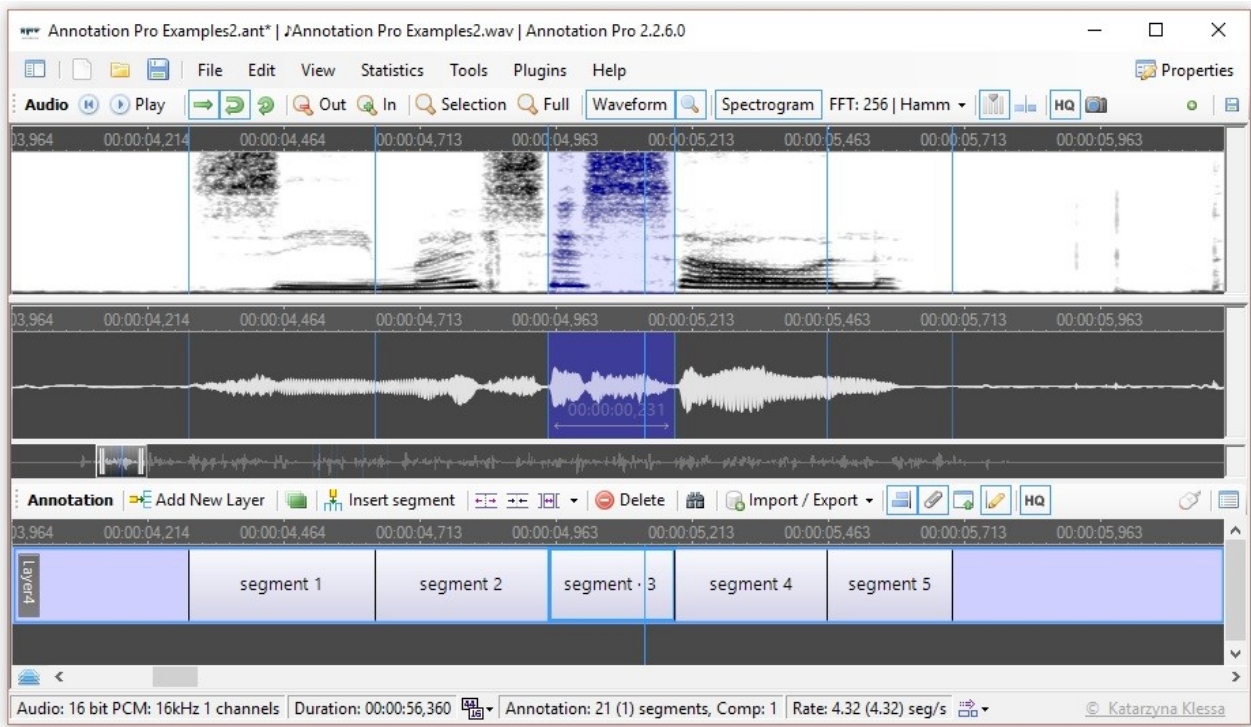 Annotation Pro Examples2.ant* | ♪Annotation Pro Examples2.wav | Annotation Pro 2.2.6.0
File Edit View Statistics Tools Plugins Help Properties
Audio Play Out In Selection Full Waveform Spectrogram FFT: 256 | Hamm HQ
03,964 00:00:04,214 00:00:04,464 00:00:04,713 00:00:04,963 00:00:05,213 00:00:05,463 00:00:05,713 00:00:05,963
03,964 00:00:04,214 00:00:04,464 00:00:04,713 00:00:04,963 00:00:05,213 00:00:05,463 00:00:05,713 00:00:05,963
00:00:00,231
Annotation Add New Layer Insert segment Delete Import / Export HQ
03,964 00:00:04,214 00:00:04,464 00:00:04,713 00:00:04,963 00:00:05,213 00:00:05,463 00:00:05,713 00:00:05,963
Layer4 segment 1 segment 2 segment · 3 segment 4 segment 5
Audio: 16 bit PCM: 16kHz 1 channels Duration: 00:00:56,360 44 16 Annotation: 21 (1) segments, Comp: 1 Rate: 4.32 (4.32) seg/s © Katarzyna Klessa